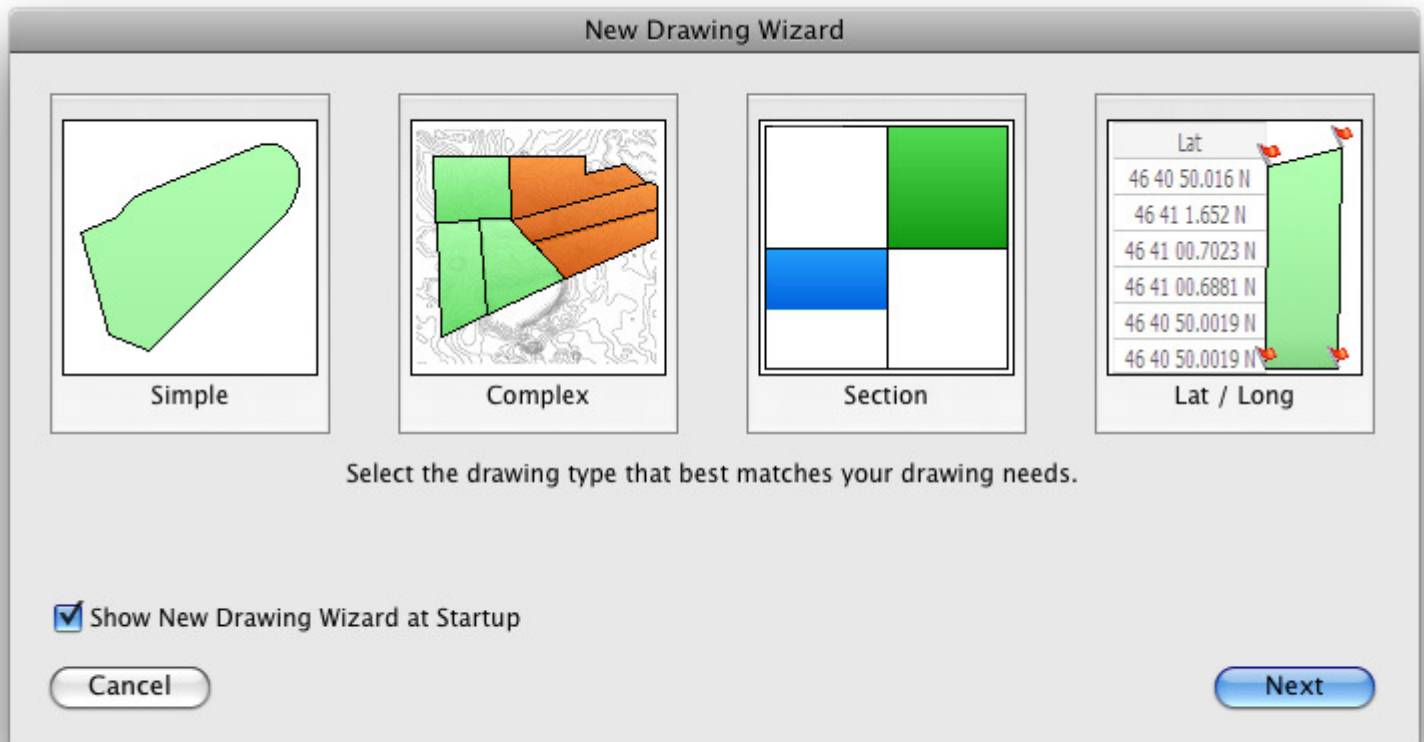 New Drawing Wizard
Lat
46 40 50.016 N
46 41 1.652 N
46 41 00.7023 N
46 41 00.6881 N
46 40 50.0019 N
46 40 50.0019 N
Simple
Complex
Section
Lat / Long
Select the drawing type that best matches your drawing needs.
Show New Drawing Wizard at Startup
Cancel
Next